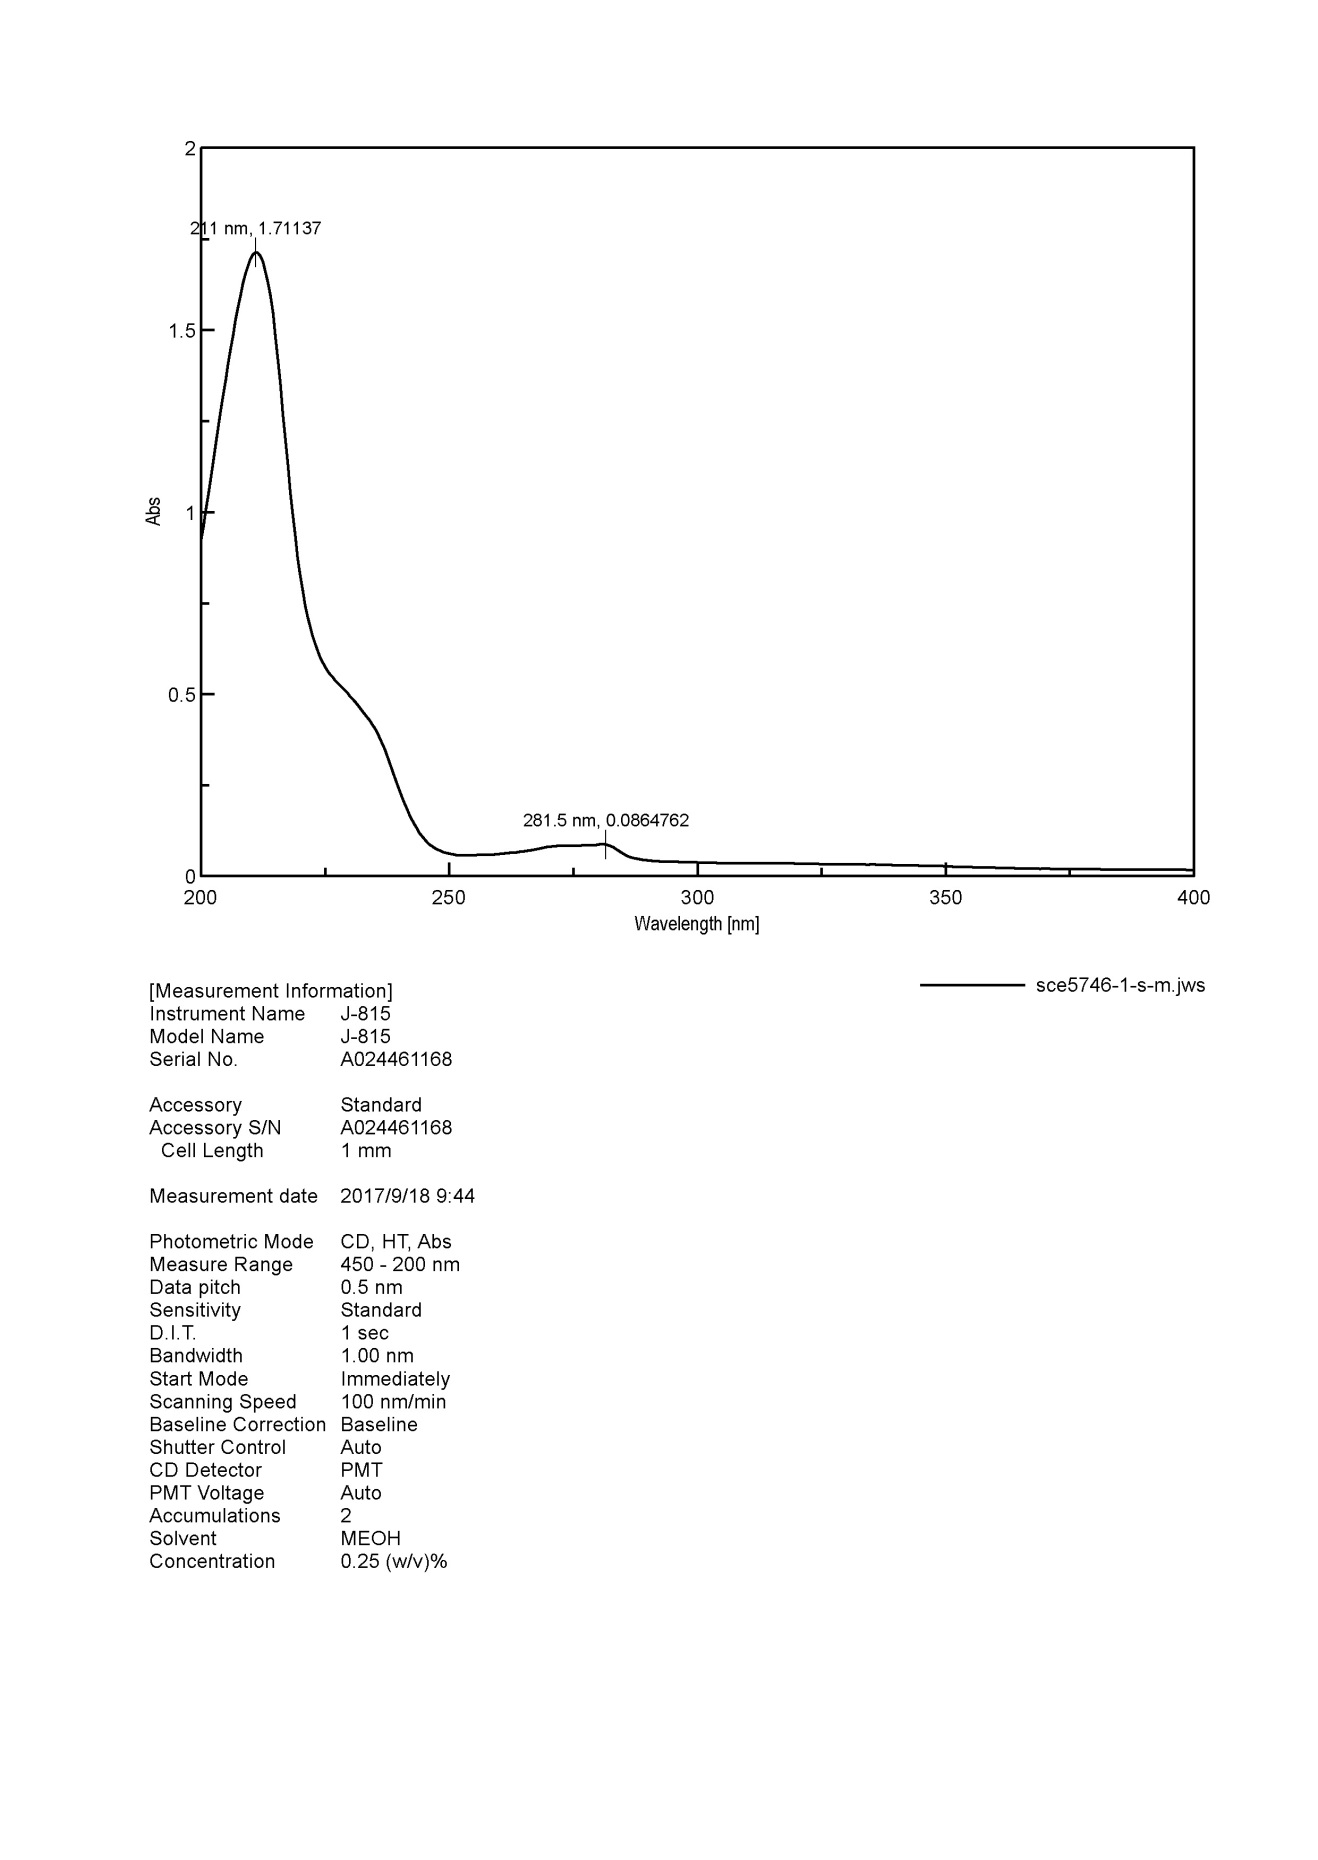 2
211 nm, 1.71137
1.5
Abs
1
0.5
281.5 nm, 0.0864762
0
200 250 300 350 400
Wavelength [nm]
sce5746-1-s-m.jws
[Measurement Information]
Instrument Name J-815
Model Name J-815
Serial No. A024461168
Accessory Standard
Accessory S/N A024461168
Cell Length 1 mm
Measurement date 2017/9/18 9:44
Photometric Mode CD, HT, Abs
Measure Range 450 - 200 nm
Data pitch 0.5 nm
Sensitivity Standard
D.I.T. 1 sec
Bandwidth 1.00 nm
Start Mode Immediately
Scanning Speed 100 nm/min
Baseline Correction Baseline
Shutter Control Auto
CD Detector PMT
PMT Voltage Auto
Accumulations 2
Solvent MEOH
Concentration 0.25 (w/v)%